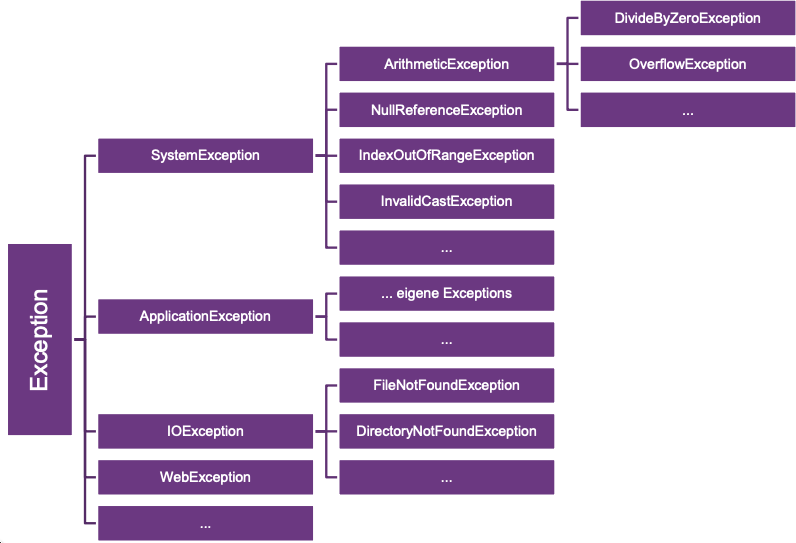 Exception
SystemException
ArithmeticException
DivideByZeroException
OverflowException
...
NullReferenceException
IndexOutOfRangeException
InvalidCastException
...
ApplicationException
... eigene Exceptions
...
IOException
FileNotFoundException
DirectoryNotFoundException
...
WebException
...